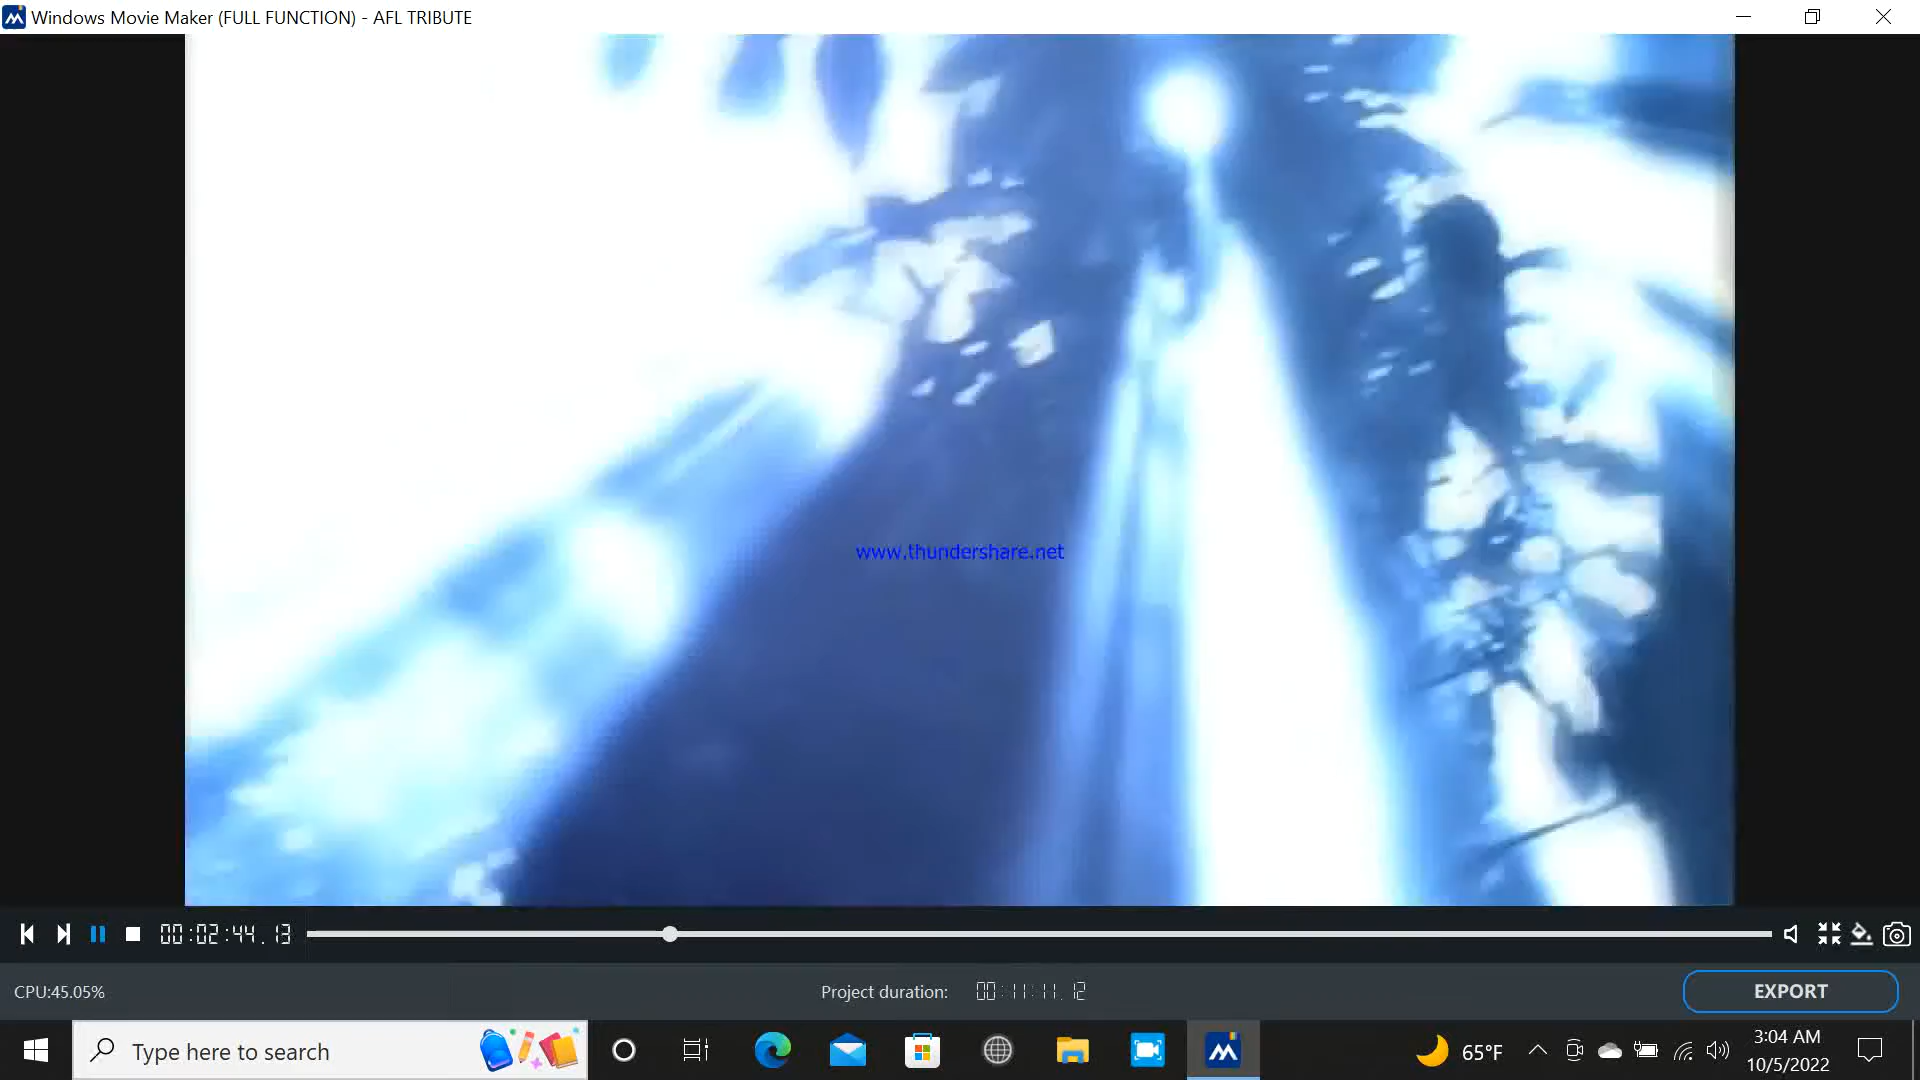 Windows Movie Maker (FULL FUNCTION) - AFL TRIBUTE
www.thundershare.net
00:02:44.13
CPU:45.05%
Project duration: 00:11:11.12
EXPORT
Type here to search
65°F
3:04 AM
10/5/2022